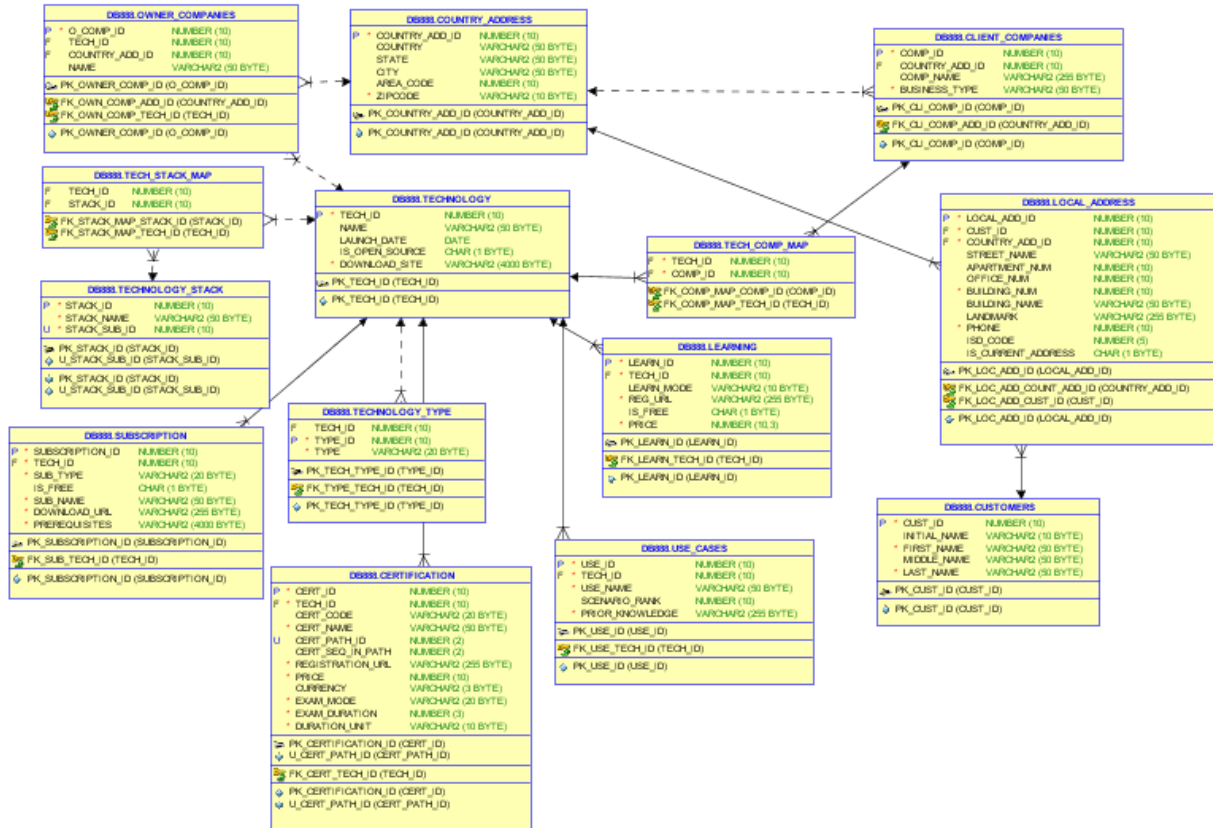 DB888.OWNER_COMPANIES
P * O_COMP_ID NUMBER (10)
F TECH_ID NUMBER (10)
F COUNTRY_ADD_ID NUMBER (10)
NAME VARCHAR2 (50 BYTE)
PK_OWNER_COMP_ID (O_COMP_ID)
FK_OWN_COMP_ADD_ID (COUNTRY_ADD_ID)
FK_OWN_COMP_TECH_ID (TECH_ID)
PK_OWNER_COMP_ID (O_COMP_ID)
DB888.COUNTRY_ADDRESS
P * COUNTRY_ADD_ID NUMBER (10)
COUNTRY VARCHAR2 (50 BYTE)
STATE VARCHAR2 (50 BYTE)
CITY VARCHAR2 (50 BYTE)
AREA_CODE NUMBER (10)
* ZIPCODE VARCHAR2 (10 BYTE)
PK_COUNTRY_ADD_ID (COUNTRY_ADD_ID)
PK_COUNTRY_ADD_ID (COUNTRY_ADD_ID)
DB888.CLIENT_COMPANIES
P * COMP_ID NUMBER (10)
F COUNTRY_ADD_ID NUMBER (10)
COMP_NAME VARCHAR2 (255 BYTE)
* BUSINESS_TYPE VARCHAR2 (50 BYTE)
PK_CLI_COMP_ID (COMP_ID)
FK_CLI_COMP_ADD (COUNTRY_ADD_ID)
PK_CLI_COMP_ID (COMP_ID)
DB888.TECH_STACK_MAP
F TECH_ID NUMBER (10)
F STACK_ID NUMBER (10)
FK_STACK_MAP_STACK_ID (STACK_ID)
FK_STACK_MAP_TECH_ID (TECH_ID)
DB888.TECHNOLOGY
P * TECH_ID NUMBER (10)
NAME VARCHAR2 (50 BYTE)
LAUNCH_DATE DATE
IS_OPEN_SOURCE CHAR (1 BYTE)
* DOWNLOAD_SITE VARCHAR2 (4000 BYTE)
PK_TECH_ID (TECH_ID)
PK_TECH_ID (TECH_ID)
DB888.TECH_COMP_MAP
F * TECH_ID NUMBER (10)
F * COMP_ID NUMBER (10)
FK_COMP_MAP_COMP_ID (COMP_ID)
FK_COMP_MAP_TECH_ID (TECH_ID)
DB888.LOCAL_ADDRESS
P * LOCAL_ADD_ID NUMBER (10)
F * CUST_ID NUMBER (10)
F * COUNTRY_ADD_ID NUMBER (10)
STREET_NAME VARCHAR2 (50 BYTE)
APARTMENT_NUM NUMBER (10)
OFFICE_NUM NUMBER (10)
* BUILDING_NUM NUMBER (10)
BUILDING_NAME VARCHAR2 (50 BYTE)
LANDMARK VARCHAR2 (255 BYTE)
* PHONE NUMBER (10)
ISD_CODE NUMBER (5)
IS_CURRENT_ADDRESS CHAR (1 BYTE)
PK_LOC_ADD_ID (LOCAL_ADD_ID)
FK_LOC_ADD_COUNT_ADD_ID (COUNTRY_ADD_ID)
FK_LOC_ADD_CUST_ID (CUST_ID)
PK_LOC_ADD_ID (LOCAL_ADD_ID)
DB888.TECHNOLOGY_STACK
P * STACK_ID NUMBER (10)
* STACK_NAME VARCHAR2 (50 BYTE)
U * STACK_SUB_ID NUMBER (10)
PK_STACK_ID (STACK_ID)
U_STACK_SUB_ID (STACK_SUB_ID)
PK_STACK_ID (STACK_ID)
U_STACK_SUB_ID (STACK_SUB_ID)
DB888.LEARNING
P * LEARN_ID NUMBER (10)
F * TECH_ID NUMBER (10)
LEARN_MODE VARCHAR2 (10 BYTE)
* REG_URL VARCHAR2 (255 BYTE)
IS_FREE CHAR (1 BYTE)
* PRICE NUMBER (10,3)
PK_LEARN_ID (LEARN_ID)
FK_LEARN_TECH_ID (TECH_ID)
PK_LEARN_ID (LEARN_ID)
DB888.TECHNOLOGY_TYPE
F TECH_ID NUMBER (10)
P * TYPE_ID NUMBER (10)
* TYPE VARCHAR2 (20 BYTE)
PK_TECH_TYPE_ID (TYPE_ID)
FK_TYPE_TECH_ID (TECH_ID)
PK_TECH_TYPE_ID (TYPE_ID)
DB888.SUBSCRIPTION
P * SUBSCRIPTION_ID NUMBER (10)
F * TECH_ID NUMBER (10)
* SUB_TYPE VARCHAR2 (20 BYTE)
IS_FREE CHAR (1 BYTE)
* SUB_NAME VARCHAR2 (50 BYTE)
* DOWNLOAD_URL VARCHAR2 (255 BYTE)
* PREREQUISITES VARCHAR2 (4000 BYTE)
PK_SUBSCRIPTION_ID (SUBSCRIPTION_ID)
FK_SUB_TECH_ID (TECH_ID)
PK_SUBSCRIPTION_ID (SUBSCRIPTION_ID)
DB888.CUSTOMERS
P * CUST_ID NUMBER (10)
INITIAL_NAME VARCHAR2 (10 BYTE)
* FIRST_NAME VARCHAR2 (50 BYTE)
MIDDLE_NAME VARCHAR2 (50 BYTE)
* LAST_NAME VARCHAR2 (50 BYTE)
PK_CUST_ID (CUST_ID)
PK_CUST_ID (CUST_ID)
DB888.USE_CASES
P * USE_ID NUMBER (10)
F * TECH_ID NUMBER (10)
* USE_NAME VARCHAR2 (50 BYTE)
SCENARIO_RANK NUMBER (10)
* PRIOR_KNOWLEDGE VARCHAR2 (255 BYTE)
PK_USE_ID (USE_ID)
FK_USE_TECH_ID (TECH_ID)
PK_USE_ID (USE_ID)
DB888.CERTIFICATION
P * CERT_ID NUMBER (10)
F * TECH_ID NUMBER (10)
CERT_CODE VARCHAR2 (20 BYTE)
* CERT_NAME VARCHAR2 (50 BYTE)
U CERT_PATH_ID NUMBER (2)
CERT_SEQ_IN_PATH NUMBER (2)
* REGISTRATION_URL VARCHAR2 (255 BYTE)
* PRICE NUMBER (10)
CURRENCY VARCHAR2 (3 BYTE)
* EXAM_MODE VARCHAR2 (20 BYTE)
* EXAM_DURATION NUMBER (3)
* DURATION_UNIT VARCHAR2 (10 BYTE)
PK_CERTIFICATION_ID (CERT_ID)
U_CERT_PATH_ID (CERT_PATH_ID)
FK_CERT_TECH_ID (TECH_ID)
PK_CERTIFICATION_ID (CERT_ID)
U_CERT_PATH_ID (CERT_PATH_ID)